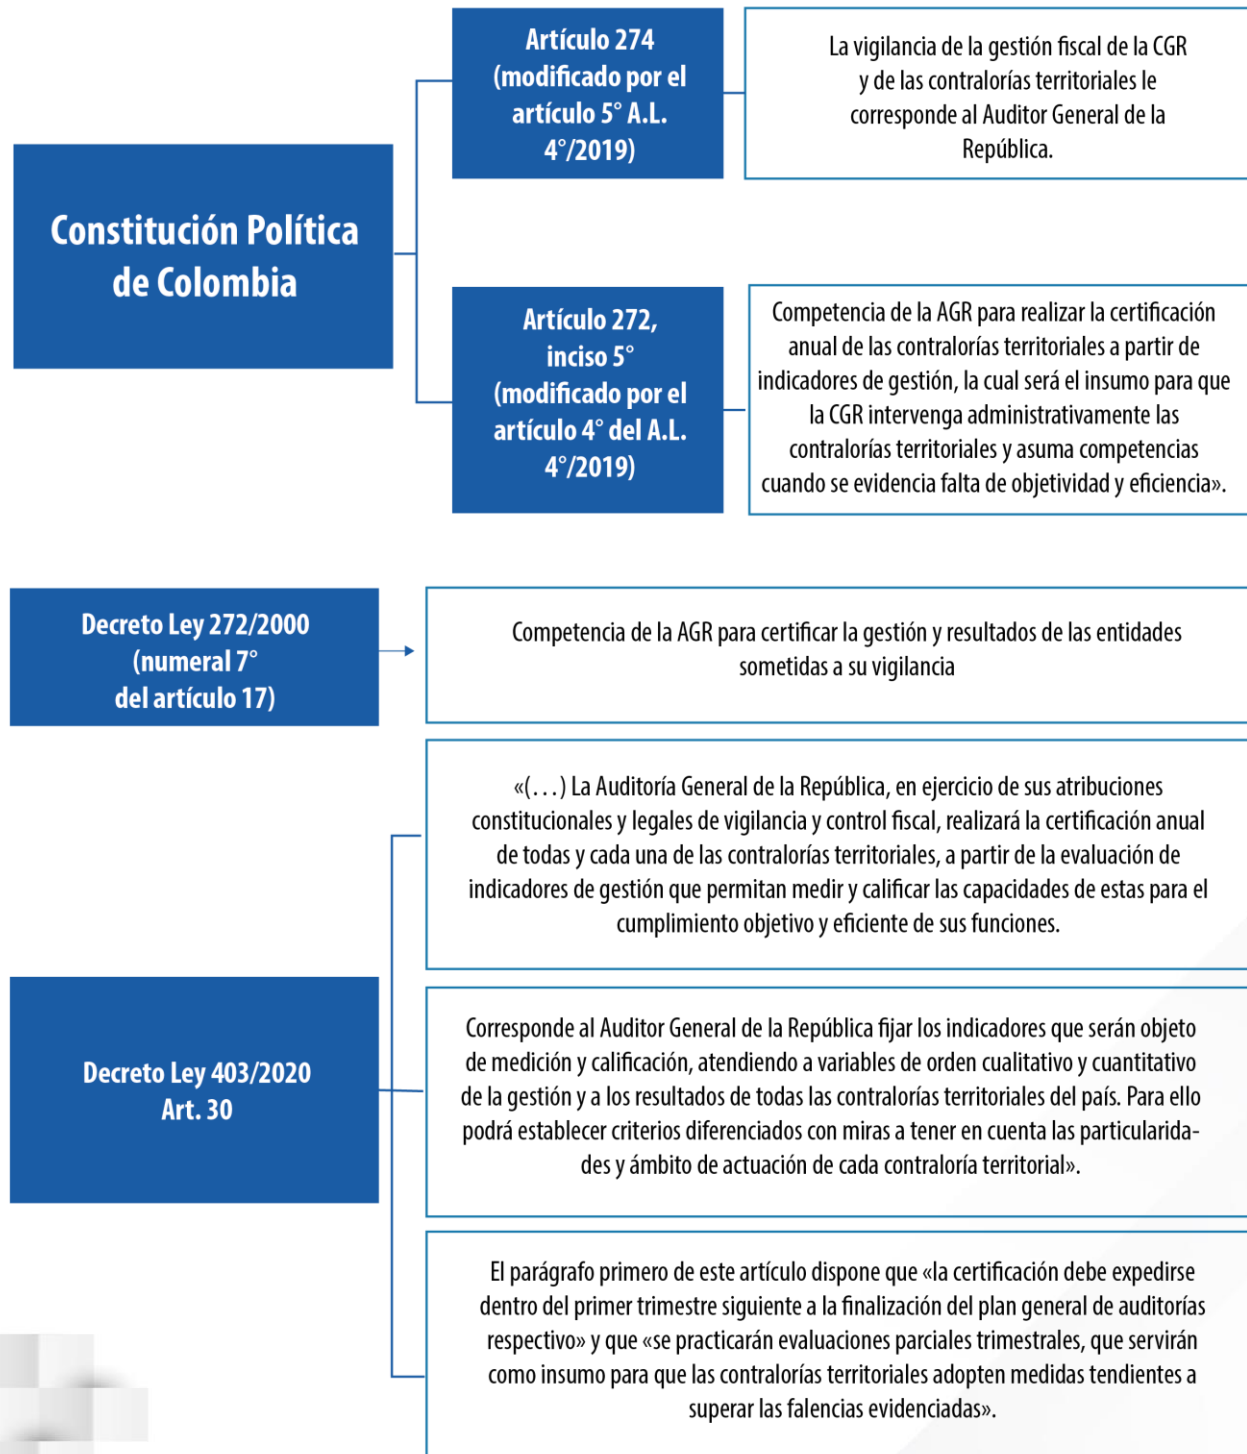 Constitución Política
de Colombia
Artículo 274
(modificado por el
artículo 5° A.L.
4°/2019)
La vigilancia de la gestión fiscal de la CGR
y de las contralorías territoriales le
corresponde al Auditor General de la
República.
Artículo 272,
inciso 5°
(modificado por el
artículo 4° del A.L.
4°/2019)
Competencia de la AGR para realizar la certificación
anual de las contralorías territoriales a partir de
indicadores de gestión, la cual será el insumo para que
la CGR intervenga administrativamente las
contralorías territoriales y asuma competencias
cuando se evidencia falta de objetividad y eficiencia».
Decreto Ley 272/2000
(numeral 7°
del artículo 17)
Competencia de la AGR para certificar la gestión y resultados de las entidades
sometidas a su vigilancia
Decreto Ley 403/2020
Art. 30
«(…) La Auditoría General de la República, en ejercicio de sus atribuciones
constitucionales y legales de vigilancia y control fiscal, realizará la certificación anual
de todas y cada una de las contralorías territoriales, a partir de la evaluación de
indicadores de gestión que permitan medir y calificar las capacidades de estas para el
cumplimiento objetivo y eficiente de sus funciones.
Corresponde al Auditor General de la República fijar los indicadores que serán objeto
de medición y calificación, atendiendo a variables de orden cualitativo y cuantitativo
de la gestión y a los resultados de todas las contralorías territoriales del país. Para ello
podrá establecer criterios diferenciados con miras a tener en cuenta las particularida-
des y ámbito de actuación de cada contraloría territorial».
El parágrafo primero de este artículo dispone que «la certificación debe expedirse
dentro del primer trimestre siguiente a la finalización del plan general de auditorías
respectivo» y que «se practicarán evaluaciones parciales trimestrales, que servirán
como insumo para que las contralorías territoriales adopten medidas tendientes a
superar las falencias evidenciadas».